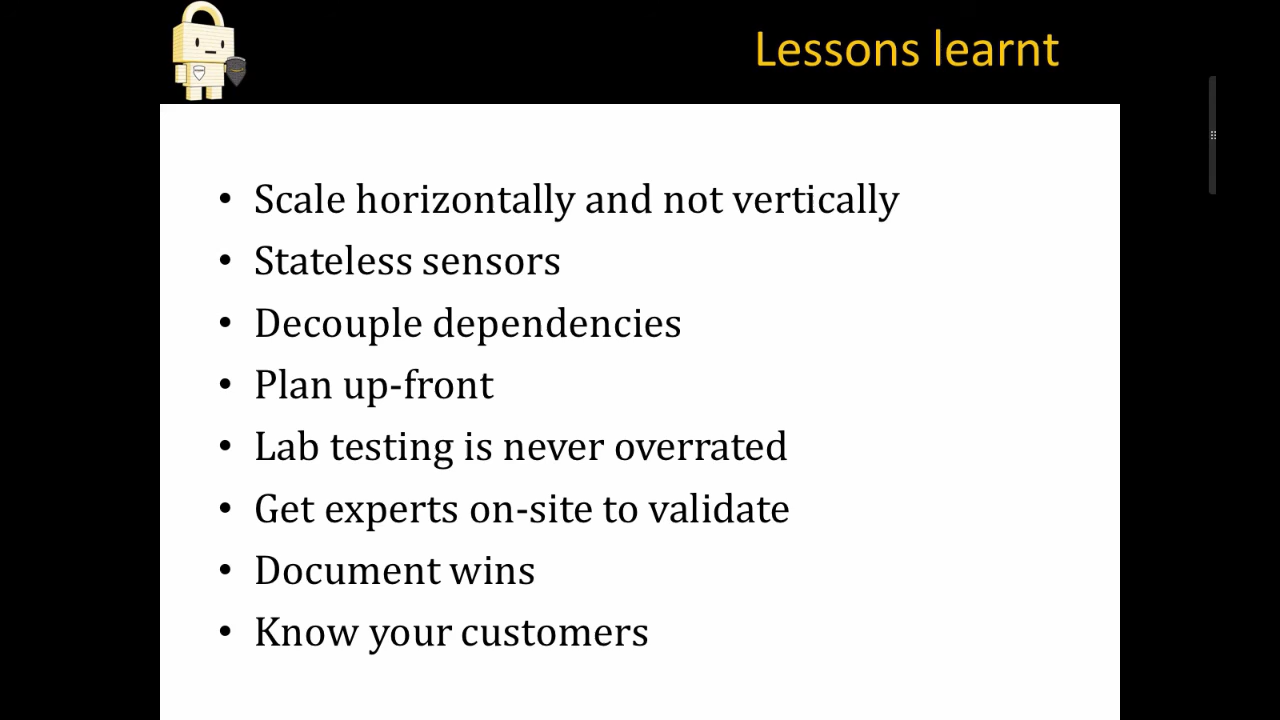 Lessons learnt
• Scale horizontally and not vertically
• Stateless sensors
• Decouple dependencies
• Plan up-front
• Lab testing is never overrated
• Get experts on-site to validate
• Document wins
• Know your customers